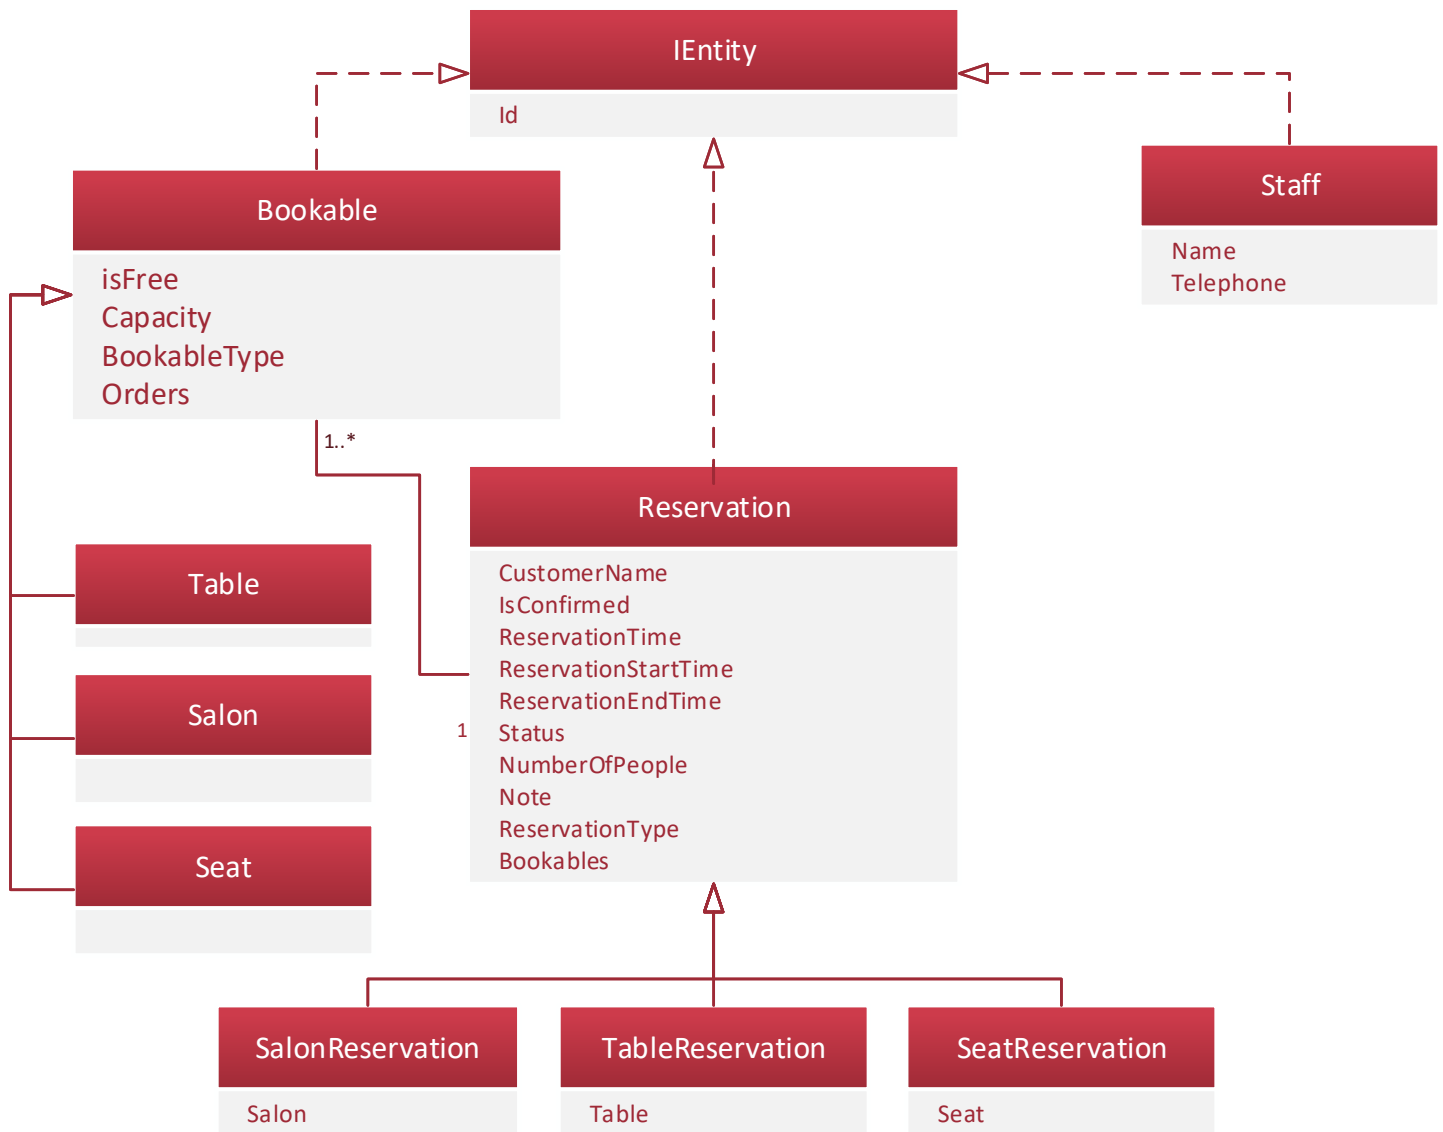 IEntity
Id
Bookable
isFree
Capacity
BookableType
Orders
1..*
Staff
Name
Telephone
Reservation
CustomerName
IsConfirmed
ReservationTime
ReservationStartTime
ReservationEndTime
1
Status
NumberOfPeople
Note
ReservationType
Bookables
Table
Salon
Seat
SalonReservation
Salon
TableReservation
Table
SeatReservation
Seat